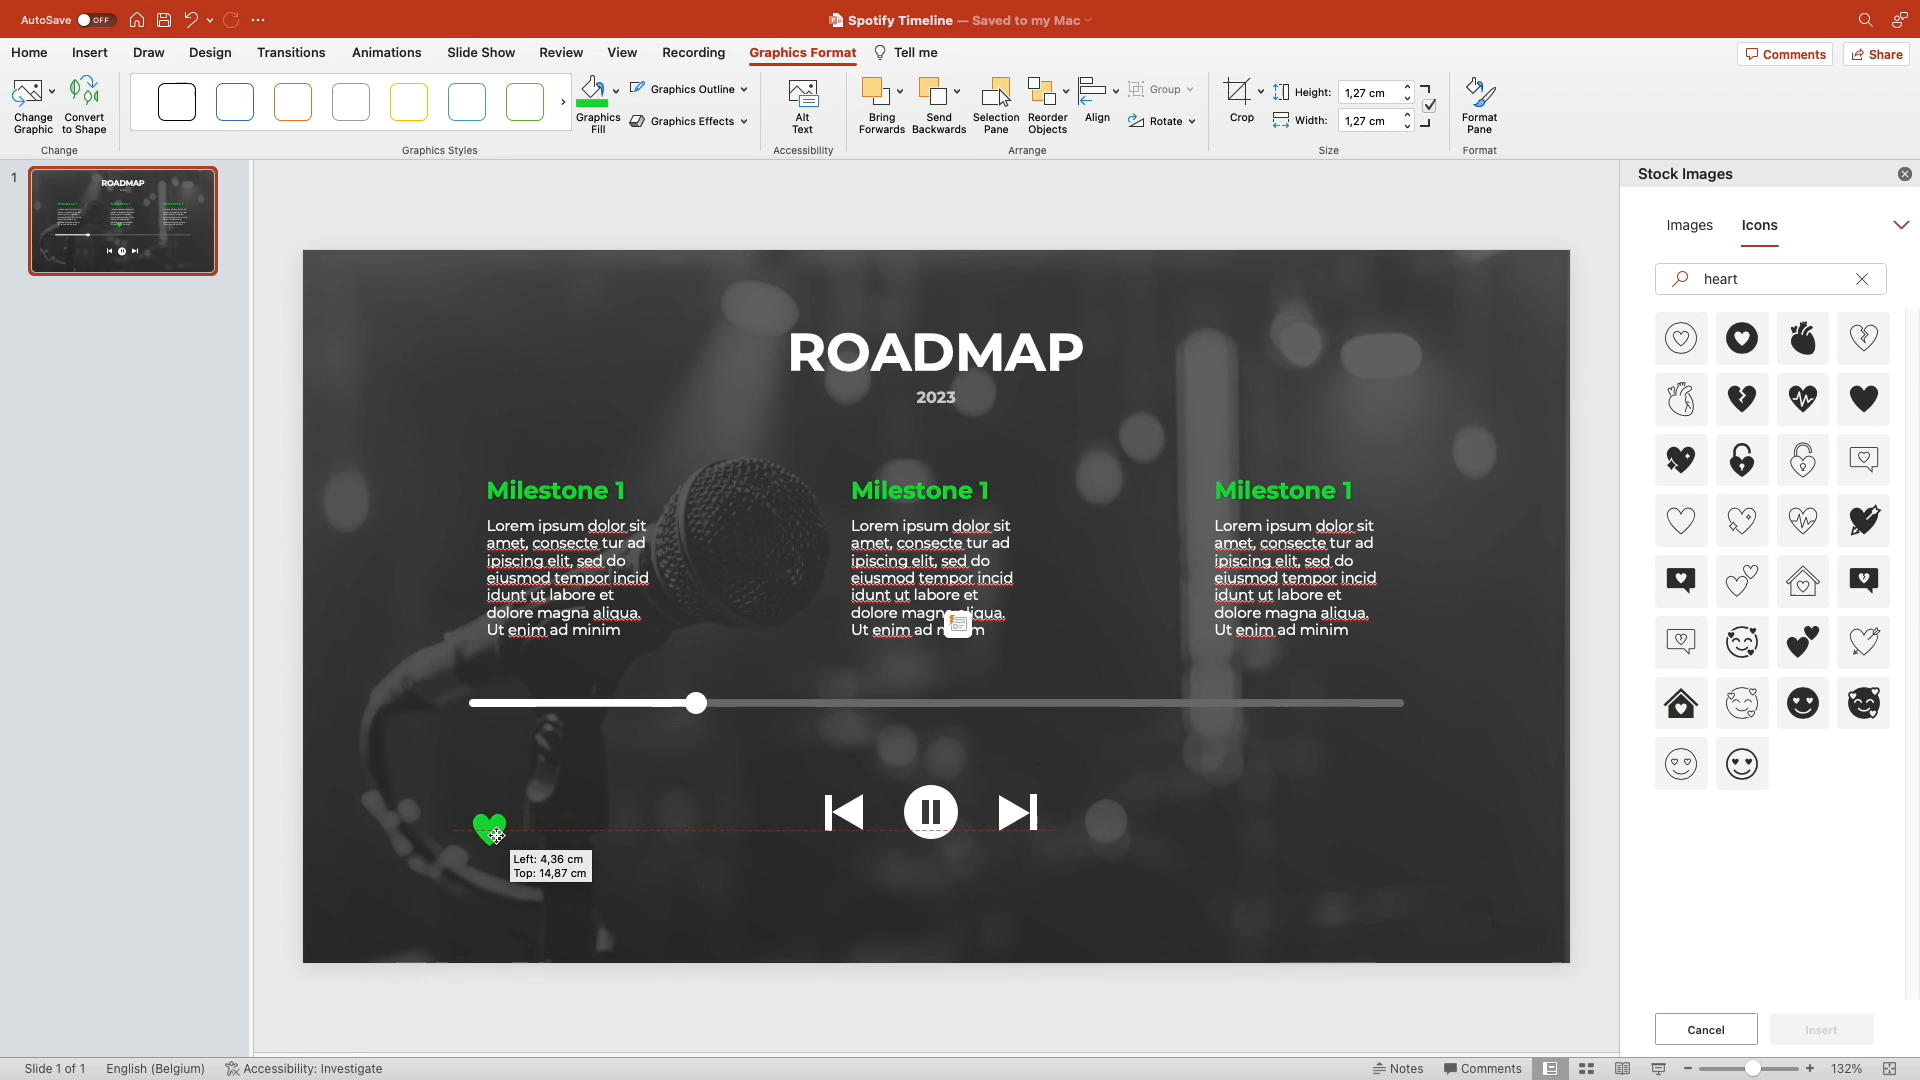 AutoSave OFF Spotify Timeline — Saved to my Mac
Home Insert Draw Design Transitions Animations Slide Show Review View Recording Graphics Format Tell me Comments Share
Change Graphic
Convert to Shape
Change
Graphics Styles
Graphics Fill
Graphics Outline
Graphics Effects
Alt Text
Accessibility
Bring Forwards
Send Backwards
Selection Pane
Reorder Objects
Align
Group
Rotate
Arrange
Crop
Height: 1,27 cm
Width: 1,27 cm
Size
Format Pane
Format
1
ROADMAP
2023
Milestone 1
Lorem ipsum dolor sit
amet, consecte tur ad
ipiscing elit, sed do
eiusmod tempor incid
idunt ut labore et
dolore magna aliqua.
Ut enim ad minim
Milestone 1
Lorem ipsum dolor sit
amet, consecte tur ad
ipiscing elit, sed do
eiusmod tempor incid
idunt ut labore et
dolore magna aliqua.
Ut enim ad
Milestone 1
Lorem ipsum dolor sit
amet, consecte tur ad
ipiscing elit, sed do
eiusmod tempor incid
idunt ut labore et
dolore magna aliqua.
Ut enim ad minim
Left: 4,36 cm
Top: 14,87 cm
Stock Images
Images Icons
heart
Cancel Insert
Slide 1 of 1 English (Belgium) Accessibility: Investigate Notes Comments 132%